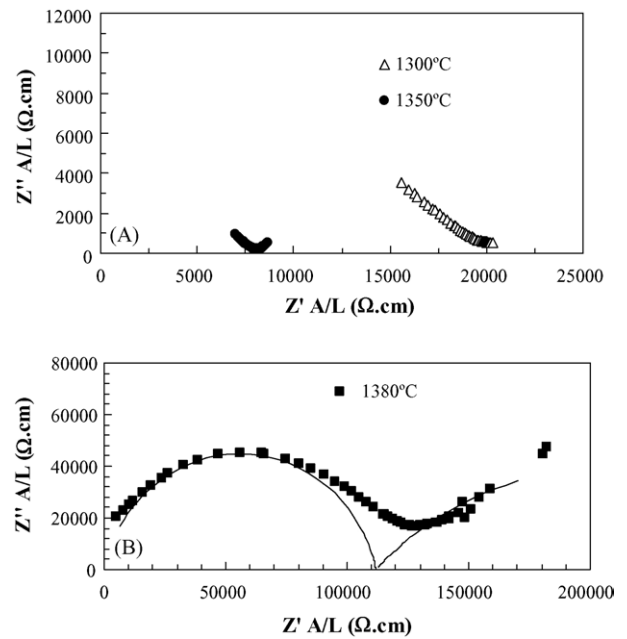 12000
10000
8000
6000
4000
2000
0
Z'' A/L (Ω.cm)
△ 1300ºC
● 1350ºC
(A)
0 5000 10000 15000 20000 25000
Z' A/L (Ω.cm)
80000
60000
40000
20000
0
Z'' A/L (Ω.cm)
■ 1380ºC
(B)
0 50000 100000 150000 200000
Z' A/L (Ω.cm)